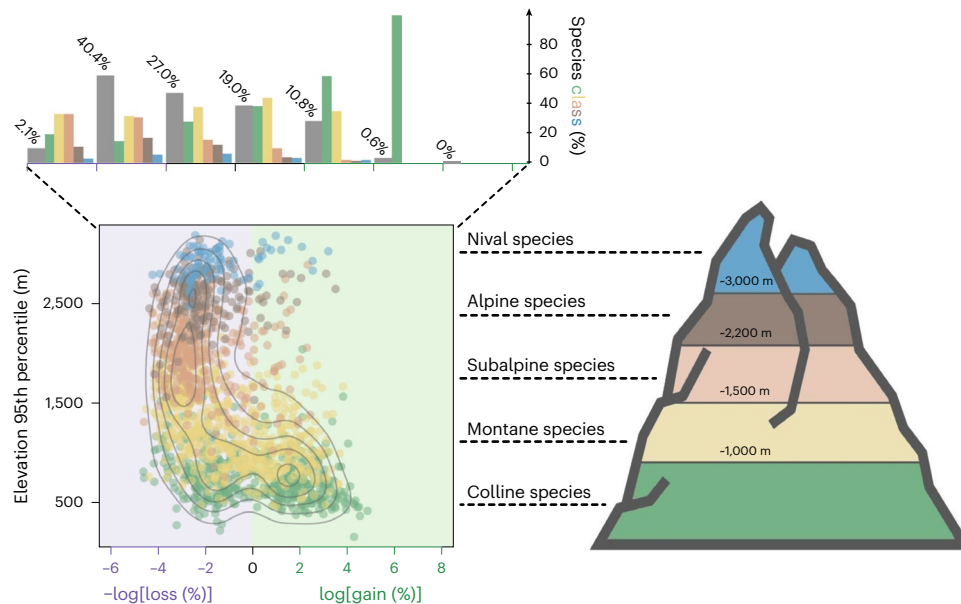 2.1%
40.4%
27.0%
19.0%
10.8%
0.6%
0%
80
60
40
20
0
Species class (%)
Elevation 95th percentile (m)
2,500
1,500
500
-6
-4
-2
0
2
4
6
8
-log[loss (%)]
log[gain (%)]
Nival species
Alpine species
Subalpine species
Montane species
Colline species
-3,000 m
-2,200 m
-1,500 m
-1,000 m